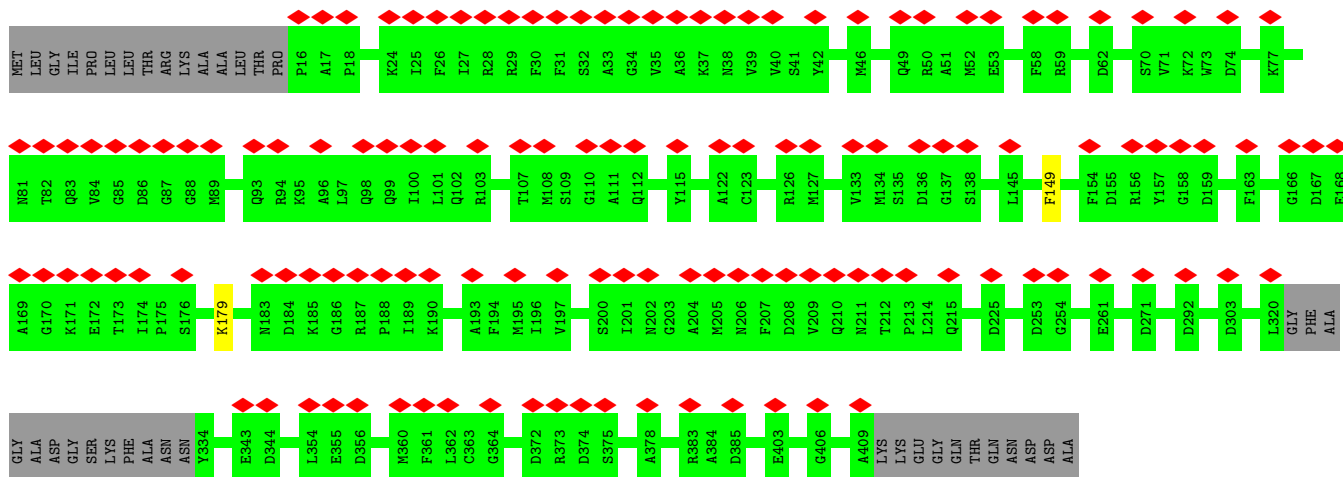 MET LEU GLY ILE PRO LEU LEU THR ARG LYS ALA ALA LEU THR PRO P16 A17 P18 K24 I25 F26 I27 R28 R29 F30 F31 S32 A33 G34 V35 A36 K37 N38 V39 V40 S41 Y42 M46 Q49 R50 A51 M52 E53 F58 R59 D62 S70 V71 K72 W73 D74 K77
N81 T82 Q83 V84 G85 D86 G87 G88 M89 Q93 R94 K95 A96 L97 Q98 Q99 I100 L101 Q102 R103 T107 M108 S109 G110 A111 Q112 Y115 A122 C123 R126 M127 V133 M134 S135 D136 G137 S138 L145 F149 F154 D155 R156 Y157 G158 D159 F163 G166 D167 E168
A169 G170 K171 E172 T173 I174 P175 S176 K179 N183 D184 K185 G186 R187 P188 I189 K190 A193 F194 M195 I196 V197 S200 I201 N202 G203 A204 M205 N206 F207 D208 V209 Q210 N211 T212 P213 L214 Q215 D225 D253 G254 E261 D271 D292 D303 L320 GLY PHE ALA
GLY ALA ASP GLY SER LYS PHE ALA ASN ASN Y334 E343 D344 L354 E355 D356 M360 F361 L362 C363 G364 D372 R373 D374 S375 A378 R383 A384 D385 E403 G406 A409 LYS LYS GLU GLY GLN THR GLN ASN ASP ASP ALA